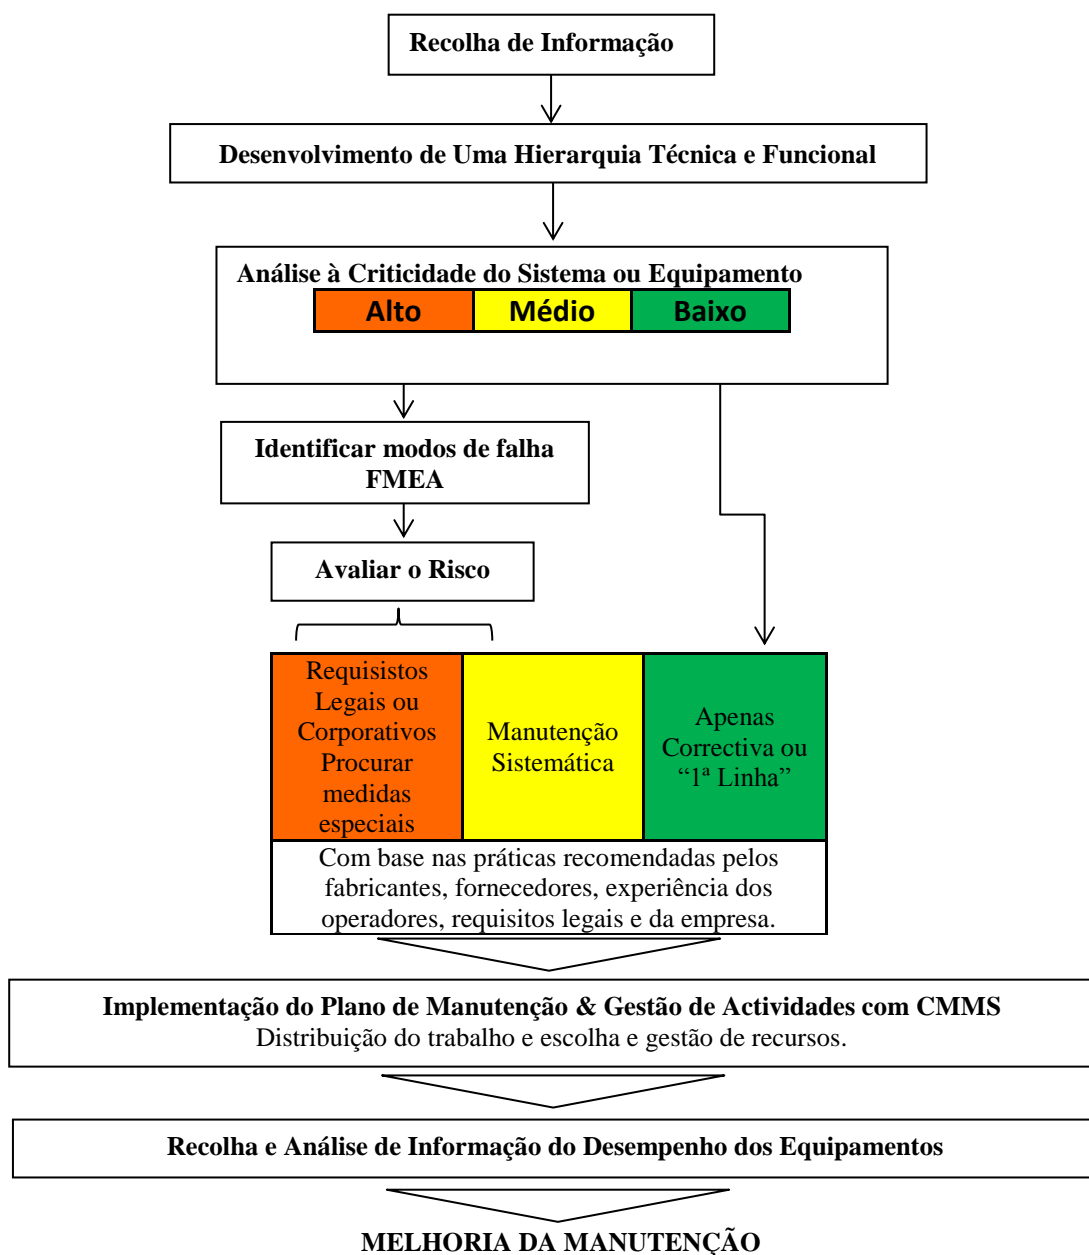 Recolha de Informação
Desenvolvimento de Uma Hierarquia Técnica e Funcional
Análise à Criticidade do Sistema ou Equipamento
Alto Médio Baixo
Identificar modos de falha
FMEA
Avaliar o Risco
Requisistos
Legais ou
Corporativos
Procurar
medidas
especiais
Manutenção
Sistemática
Apenas
Correctiva ou
“1ª Linha”
Com base nas práticas recomendadas pelos
fabricantes, fornecedores, experiência dos
operadores, requisitos legais e da empresa.
Implementação do Plano de Manutenção & Gestão de Actividades com CMMS
Distribuição do trabalho e escolha e gestão de recursos.
Recolha e Análise de Informação do Desempenho dos Equipamentos
MELHORIA DA MANUTENÇÃO